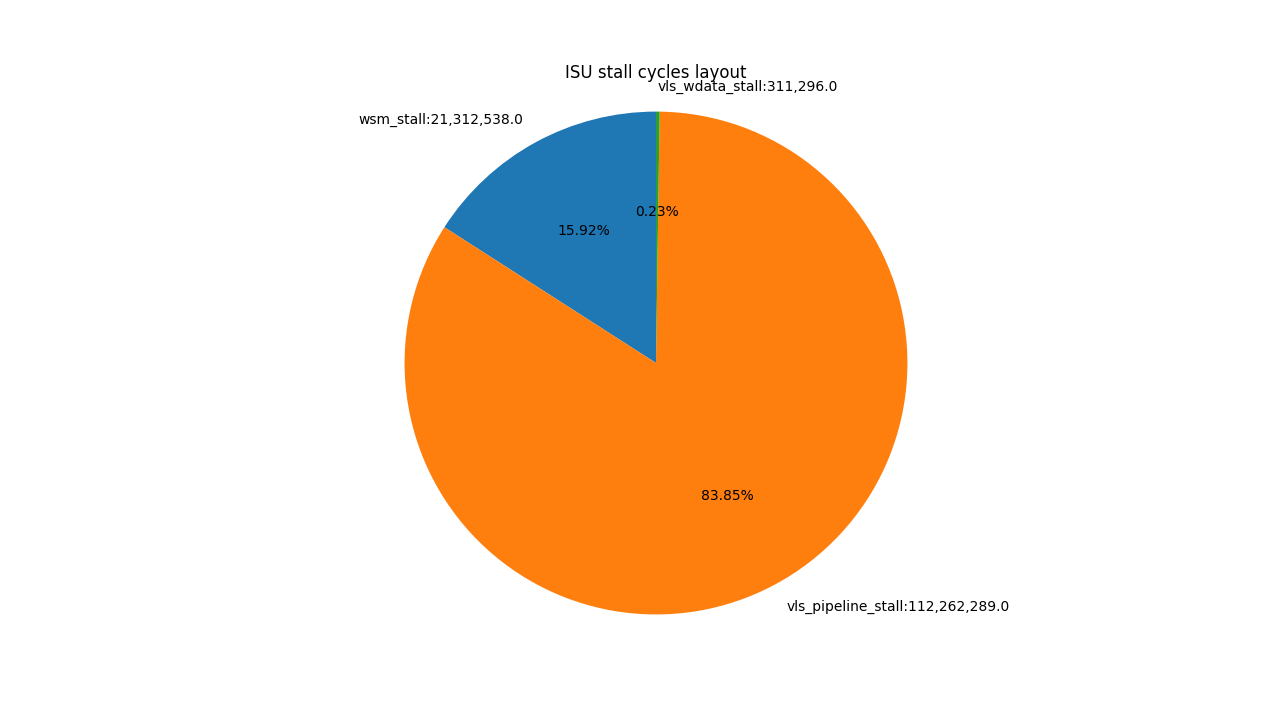 ISU stall cycles layout
vls_wdata_stall:311,296.0
wsm_stall:21,312,538.0
0.23%
15.92%
83.85%
vls_pipeline_stall:112,262,289.0